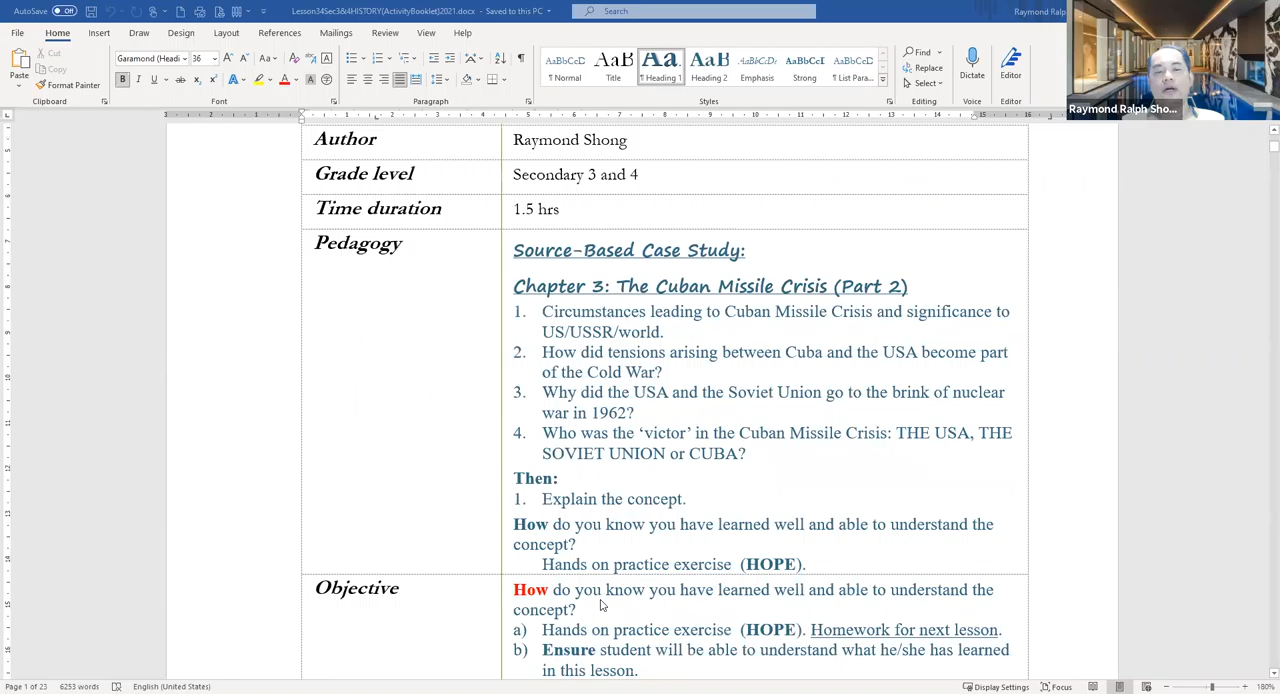 AutoSave Off Lesson34Sec3&4HISTORY(ActivityBooklet)2021.docx - Saved to this PC Search Raymond Ralph
File Home Insert Draw Design Layout References Mailings Review View Help
Paste Cut Copy Format Painter
Garamond (Headi 36
AaBbCcD AaB Aa. AaBb AaBbCcD AaBbCcI AaBbCcD
¶ Normal Title ¶ Heading 1 Heading 2 Emphasis Strong ¶ List Para...
Find Replace Select Dictate Editor
Clipboard Font Paragraph Styles Editing Voice Editor
Raymond Ralph Sho...
Author Raymond Shong
Grade level Secondary 3 and 4
Time duration 1.5 hrs
Pedagogy Source-Based Case Study:
Chapter 3: The Cuban Missile Crisis (Part 2)
1. Circumstances leading to Cuban Missile Crisis and significance to
US/USSR/world.
2. How did tensions arising between Cuba and the USA become part
of the Cold War?
3. Why did the USA and the Soviet Union go to the brink of nuclear
war in 1962?
4. Who was the ‘victor’ in the Cuban Missile Crisis: THE USA, THE
SOVIET UNION or CUBA?
Then:
1. Explain the concept.
How do you know you have learned well and able to understand the
concept?
Hands on practice exercise (HOPE).
Objective How do you know you have learned well and able to understand the
concept?
a) Hands on practice exercise (HOPE). Homework for next lesson.
b) Ensure student will be able to understand what he/she has learned
in this lesson.
Page 1 of 23 6253 words English (United States) Display Settings Focus 180%